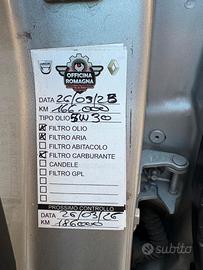 OFFICINA
ROMAGNA
DATA 26/03/25
KM. 166.000
TIPO OLIO 5W30
FILTRO OLIO
FILTRO ARIA
FILTRO ABITACOLO
FILTRO CARBURANTE
CANDELE
FILTRO GPL
PROSSIMO CONTROLLO
DATA 26/03/26
KM. 186000
subito